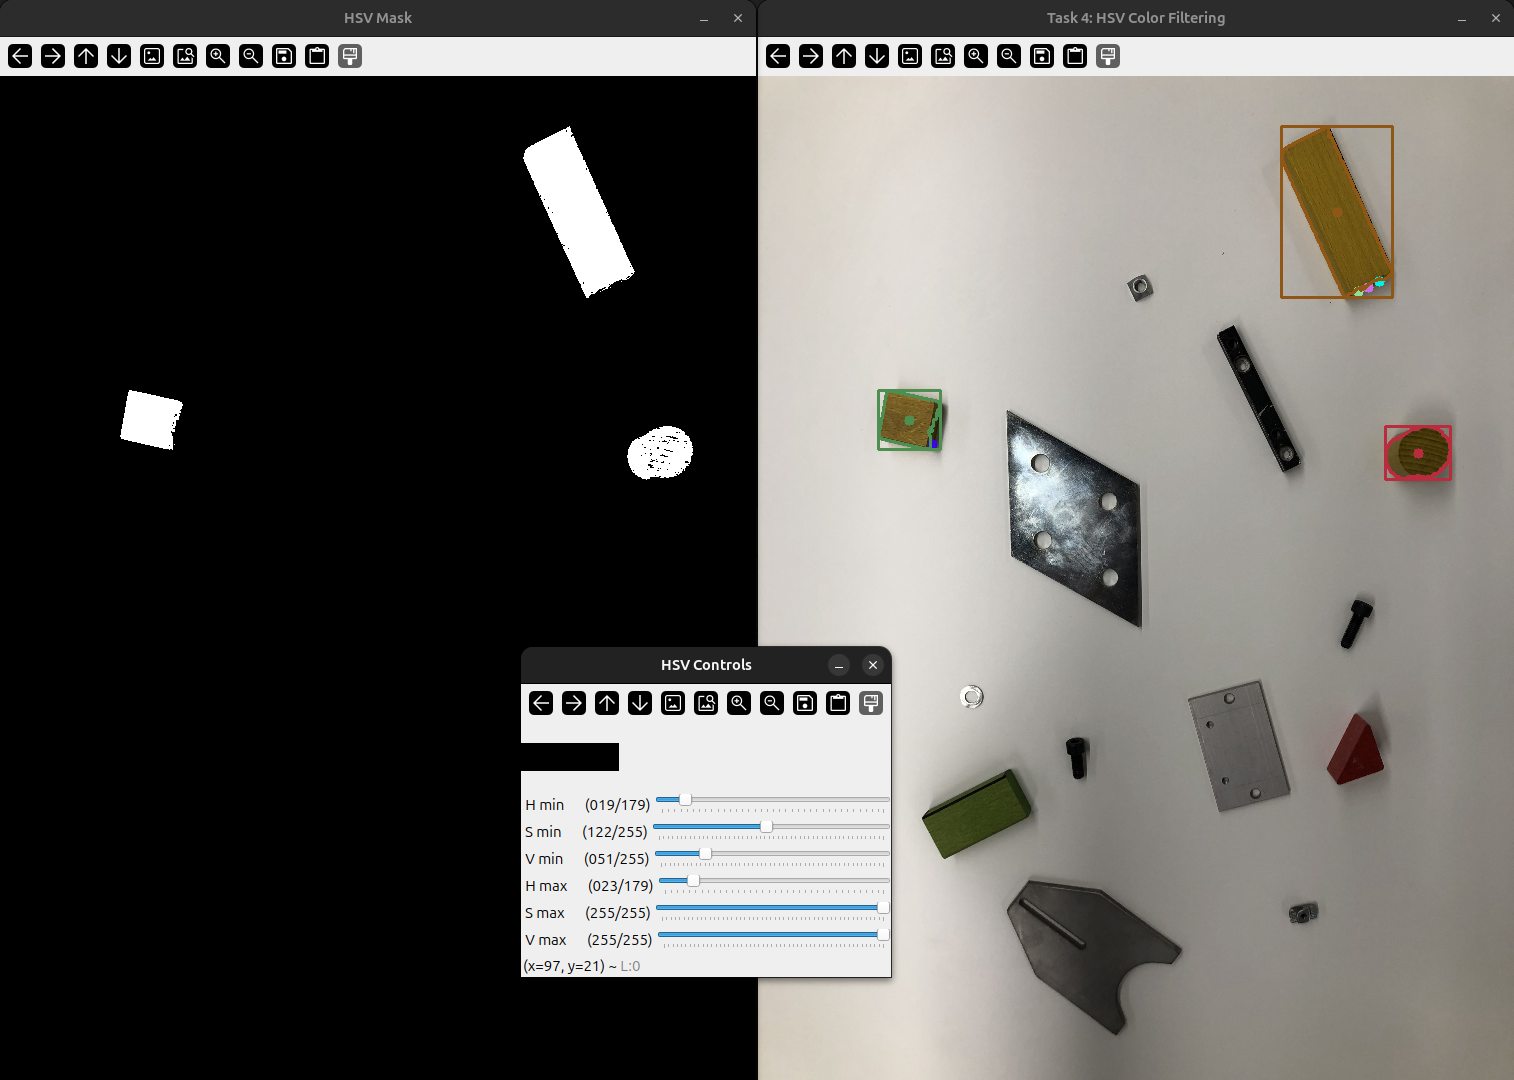 HSV Mask
Task 4: HSV Color Filtering
HSV Controls
H min (019/179)
S min (122/255)
V min (051/255)
H max (023/179)
S max (255/255)
V max (255/255)
(x=97, y=21) ~ L:0